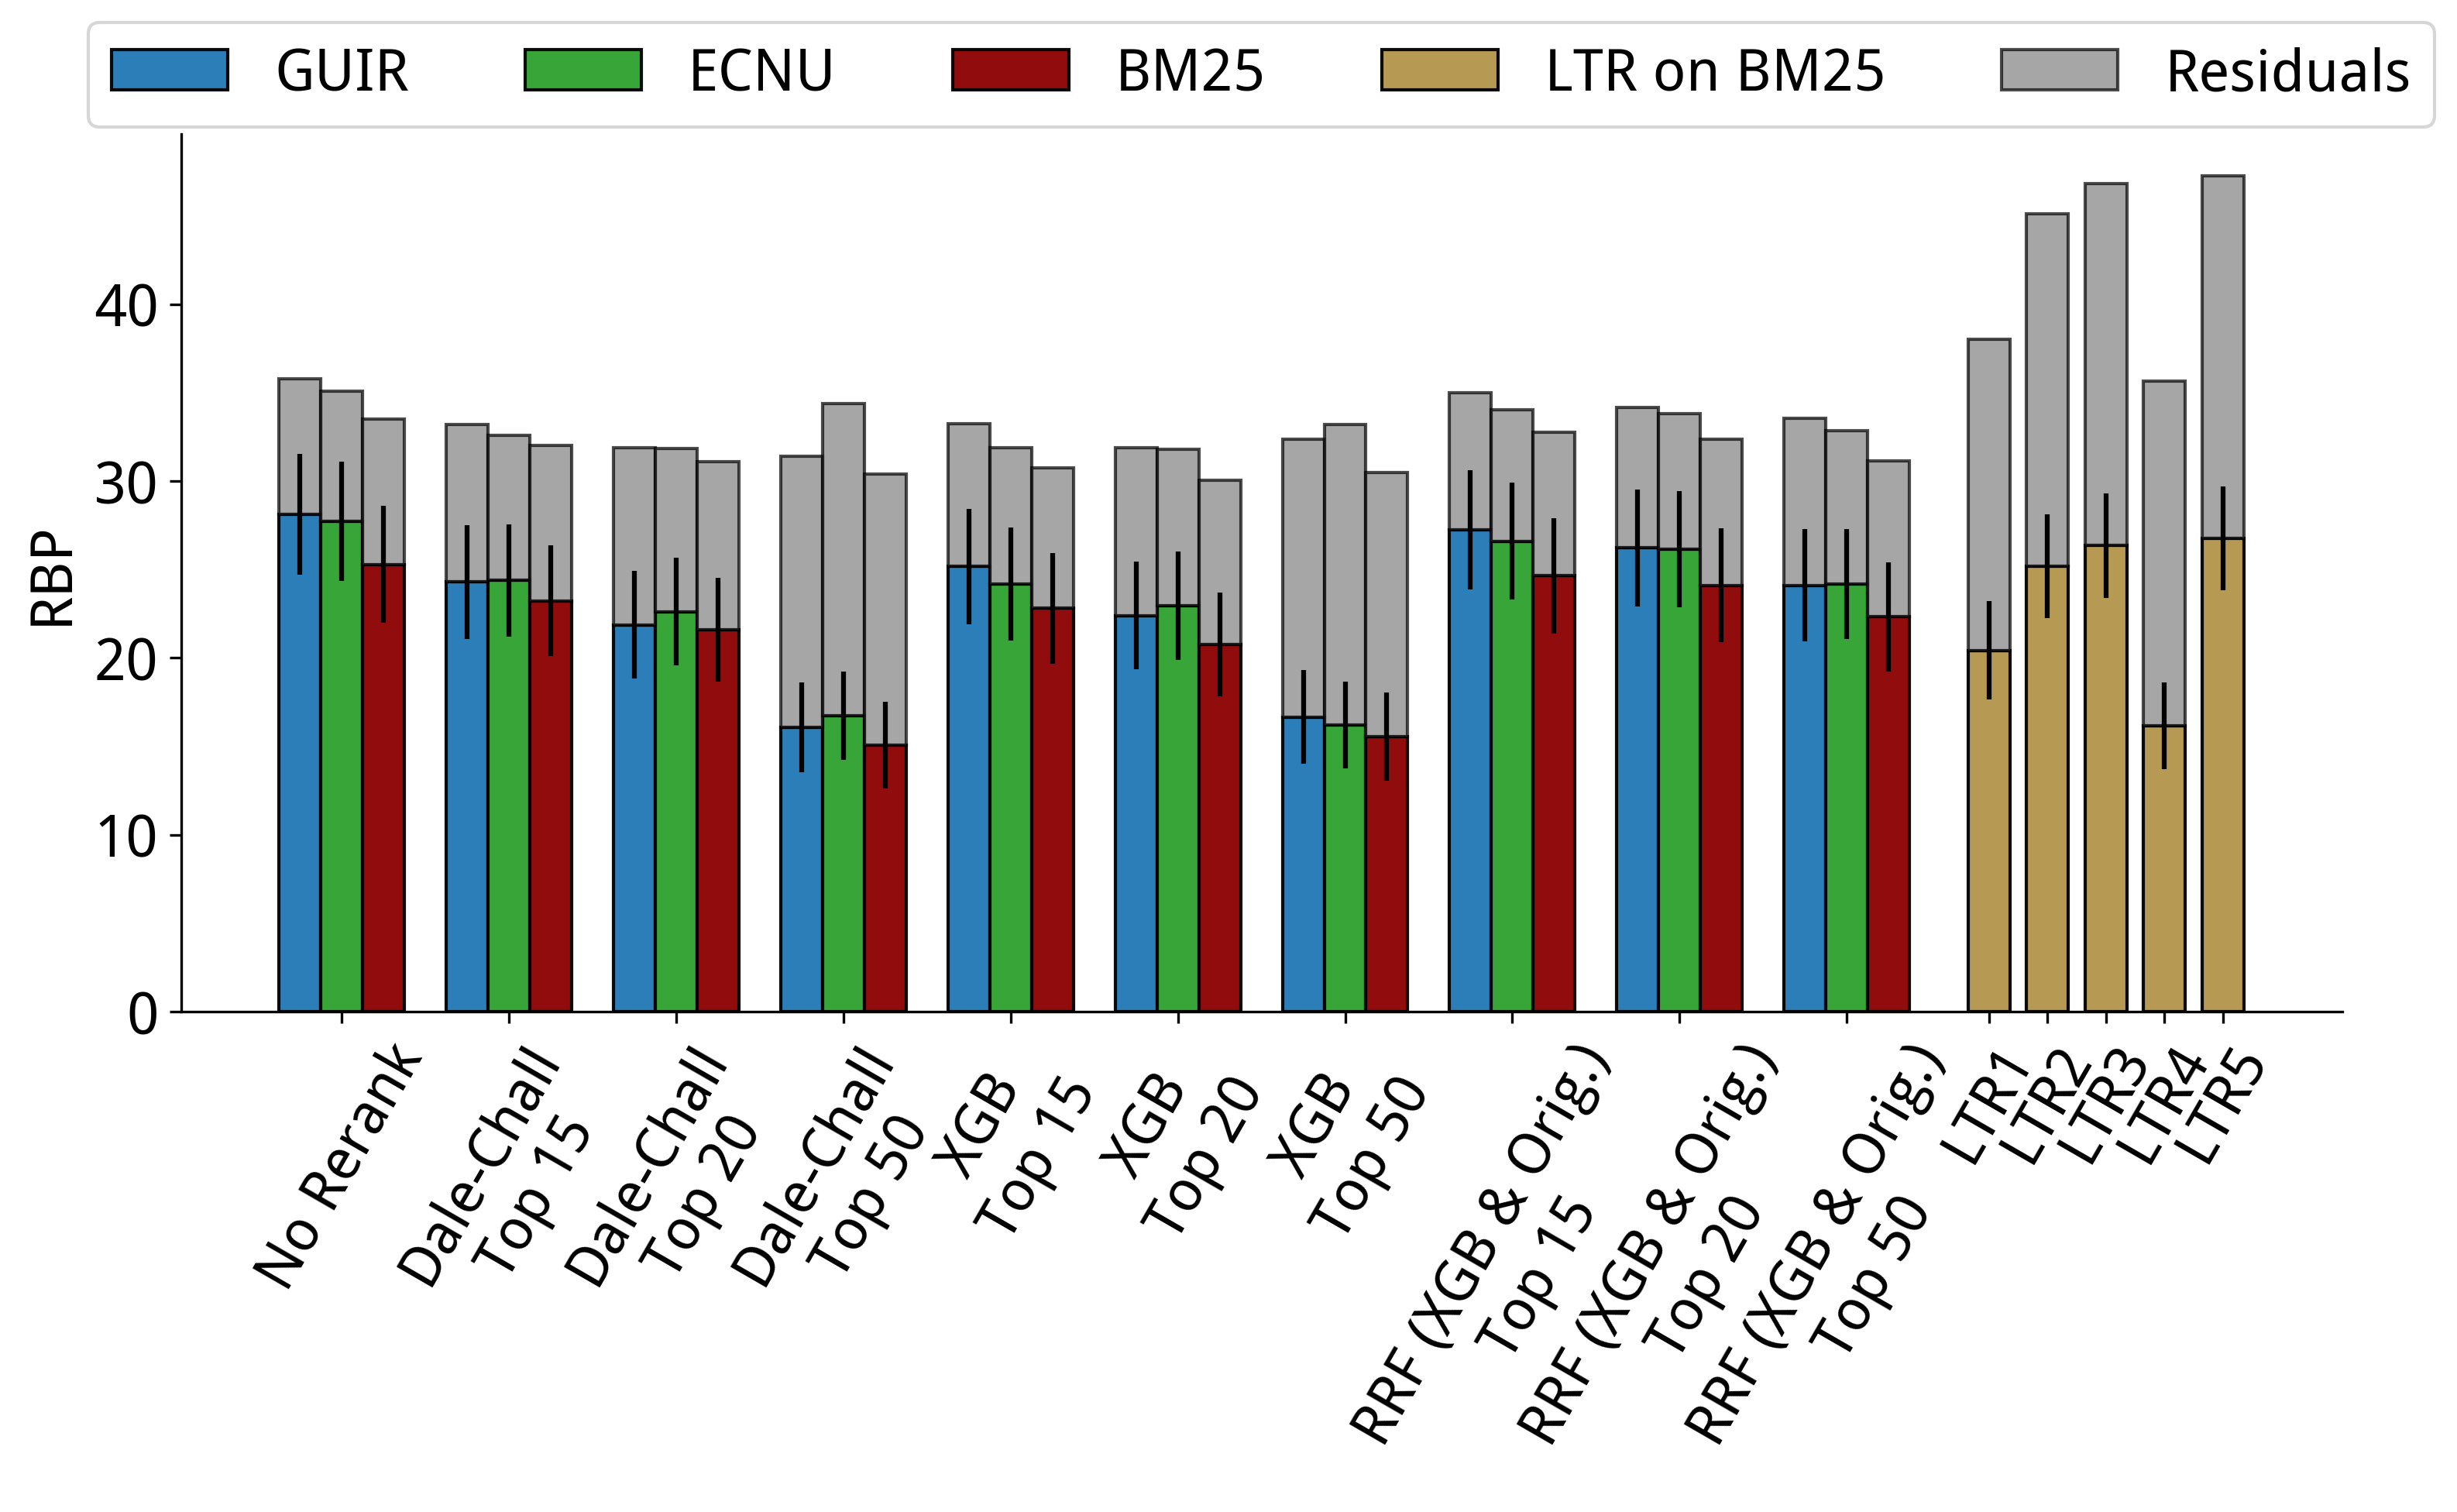 GUIR ECNU BM25 LTR on BM25 Residuals
RBP
40
30
20
10
0
No Rerank
Dale-Chall
Top 15
Dale-Chall
Top 20
Dale-Chall
Top 50
XGB
Top 15
XGB
Top 20
XGB
Top 50
RRF (XGB & Orig.)
Top 15
RRF (XGB & Orig.)
Top 20
RRF (XGB & Orig.)
Top 50
LTR1
LTR2
LTR3
LTR4
LTR5